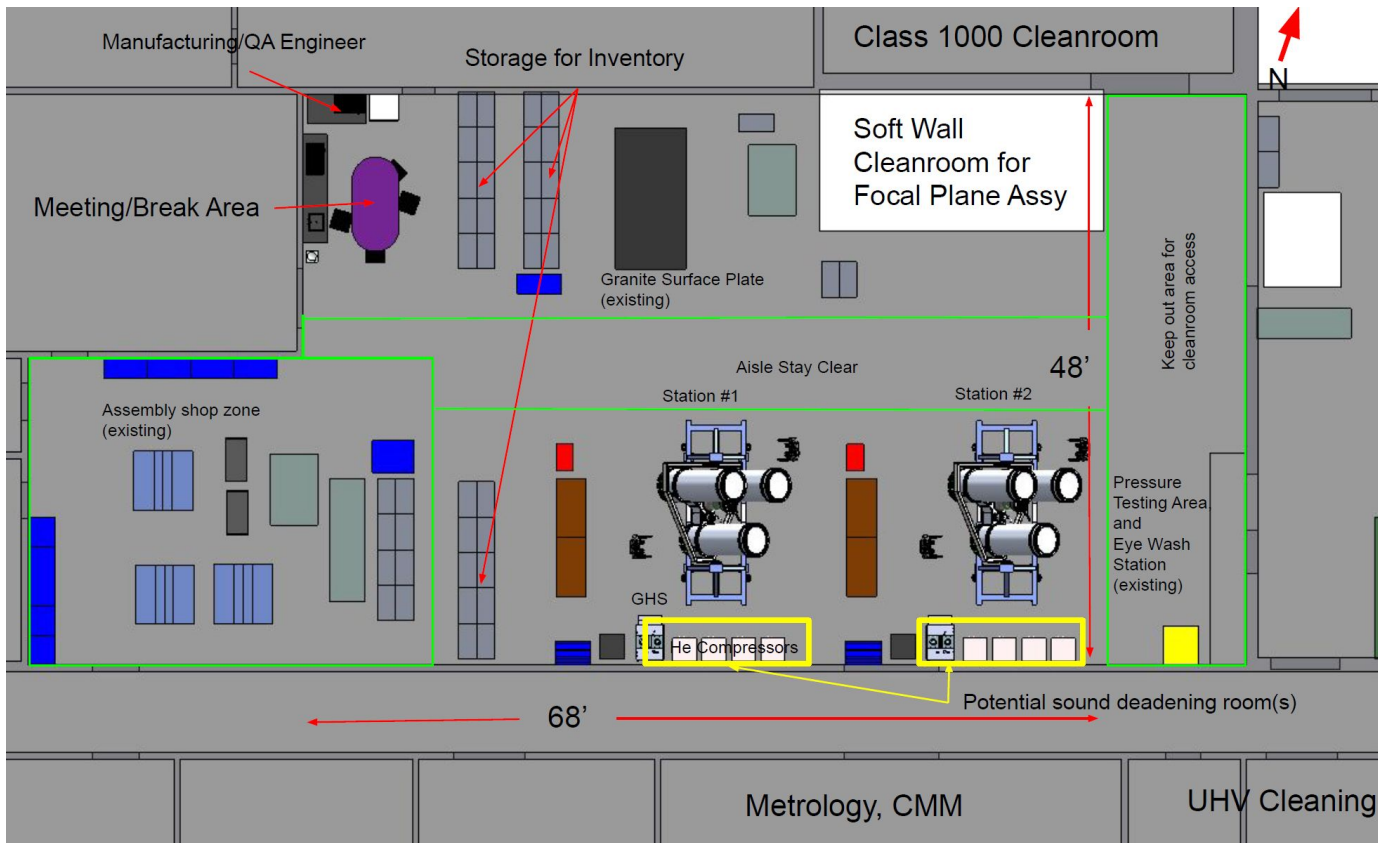 Manufacturing/QA Engineer
Storage for Inventory
Class 1000 Cleanroom
N
Soft Wall
Cleanroom for
Focal Plane Assy
Meeting/Break Area
Granite Surface Plate
(existing)
Keep out area for
cleanroom access
48’
Aisle Stay Clear
Station #1
Station #2
Assembly shop zone
(existing)
Pressure
Testing Area,
and
Eye Wash
Station
(existing)
GHS
He Compressors
Potential sound deadening room(s)
68’
Metrology, CMM
UHV Cleaning